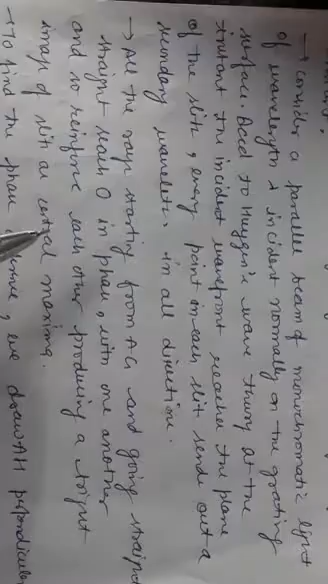 → Consider a parallel beam of monochromatic light
of wavelength λ incident normally on the grating
surface. Accd to Huygen's wave theory at the
instant the incident wavefront reaches the plane
of the slits, every point in each slit sends out a
secondary wavelets in all direction.
→ All the rays starting from AG and going straight
straight reach O in phase with one another
and so reinforce each other producing a bright
image of slit as central maxima.
→ To find the phase, we draw AH perpendicular